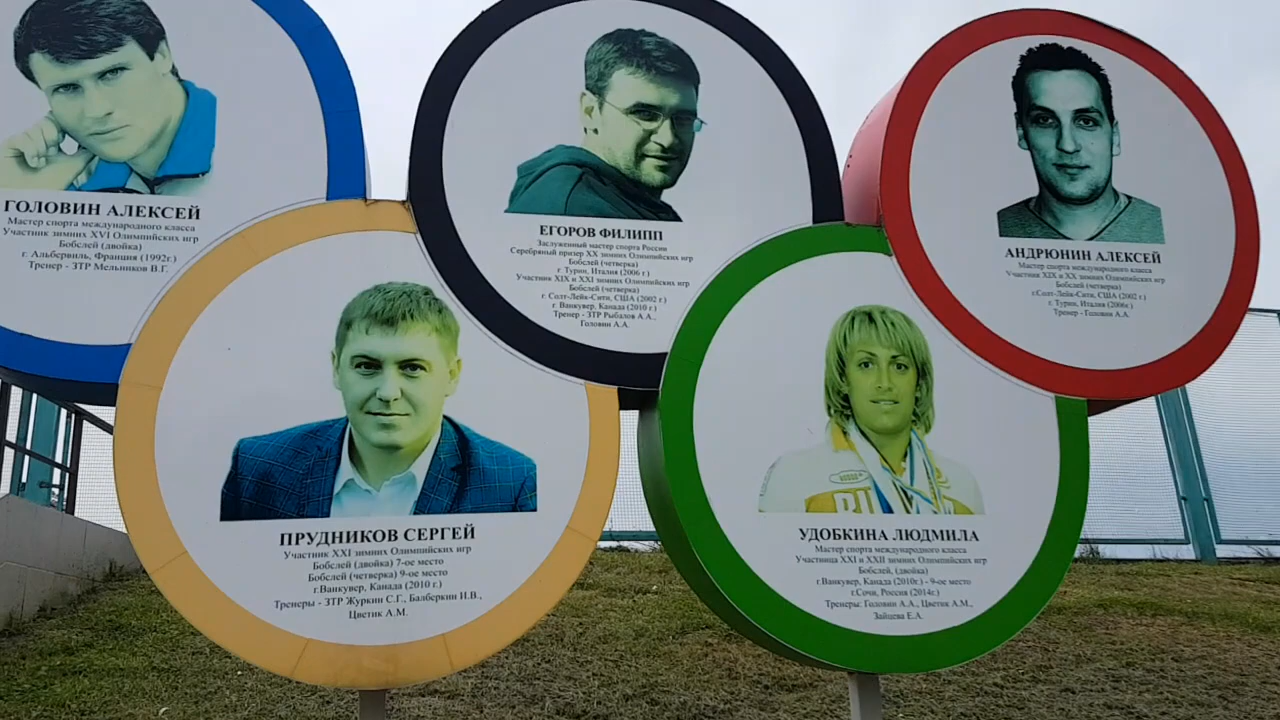 ГОЛОВИН АЛЕКСЕЙ
Мастер спорта международного класса
Участник зимних XVI Олимпийских игр
Бобслей (двойка)
г. Альбервиль, Франция (1992г.)
Тренер - ЗТР Мельников В.Г.
ЕГОРОВ ФИЛИПП
Заслуженный мастер спорта России
Серебряный призер XX зимних Олимпийских игр
Бобслей (четверка)
г. Турин, Италия (2006 г.)
Участник XIX и XXI зимних Олимпийских игр
Бобслей (четверка)
г. Солт-Лейк-Сити, США (2002 г.)
г. Ванкувер, Канада (2010 г.)
Тренер - ЗТР Рыбалов А.А.,
Головин А.А.
АНДРЮНИН АЛЕКСЕЙ
Мастер спорта международного класса
Участник XIX и XX зимних Олимпийских игр
Бобслей (четверка)
г.Солт-Лейк-Сити, США (2002 г.)
г. Турин, Италия (2006г.)
Тренер - Головин А.А.
ПРУДНИКОВ СЕРГЕЙ
Участник XXI зимних Олимпийских игр
Бобслей (двойка) 7-ое место
Бобслей (четверка) 9-ое место
г.Ванкувер, Канада (2010 г.)
Тренеры - ЗТР Журкин С.Г., Балберкин И.В.,
Цветик А.М.
УДОБКИНА ЛЮДМИЛА
Мастер спорта международного класса
Участница XXI и XXII зимних Олимпийских игр
Бобслей, (двойка)
г.Ванкувер, Канада (2010г.) - 9-ое место
г.Сочи, Россия (2014г.)
Тренеры: Головин А.А., Цветик А.М.,
Зайцева Е.А.